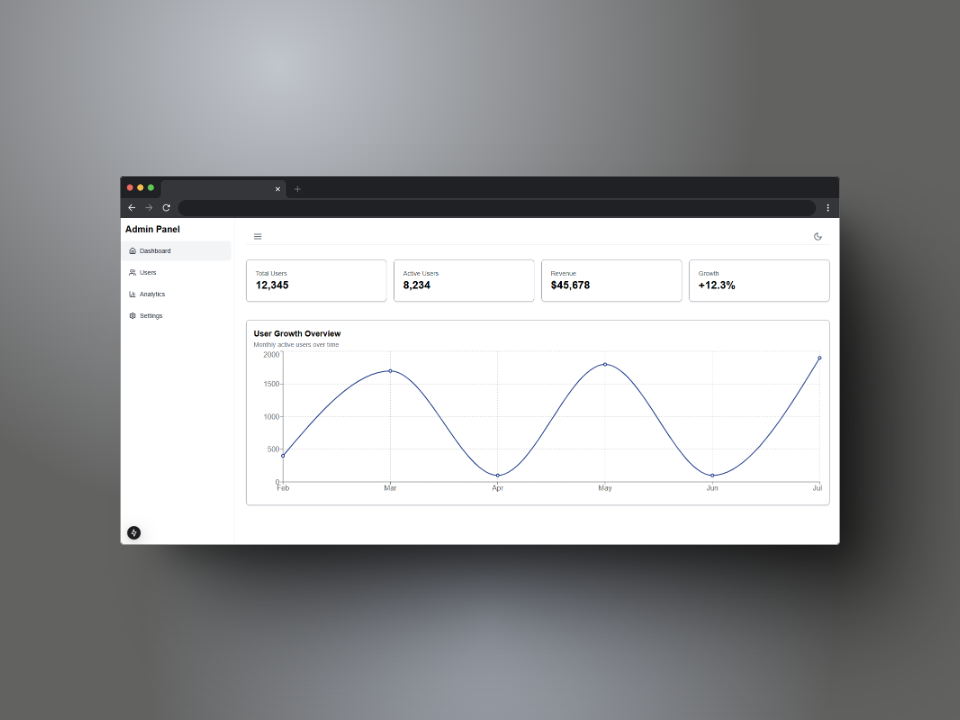 Admin Panel
Dashboard
Users
Analytics
Settings
Total Users
12,345
Active Users
8,234
Revenue
$45,678
Growth
+12.3%
User Growth Overview
Monthly active users over time
2000
1500
1000
500
0
Feb Mar Apr May Jun Jul